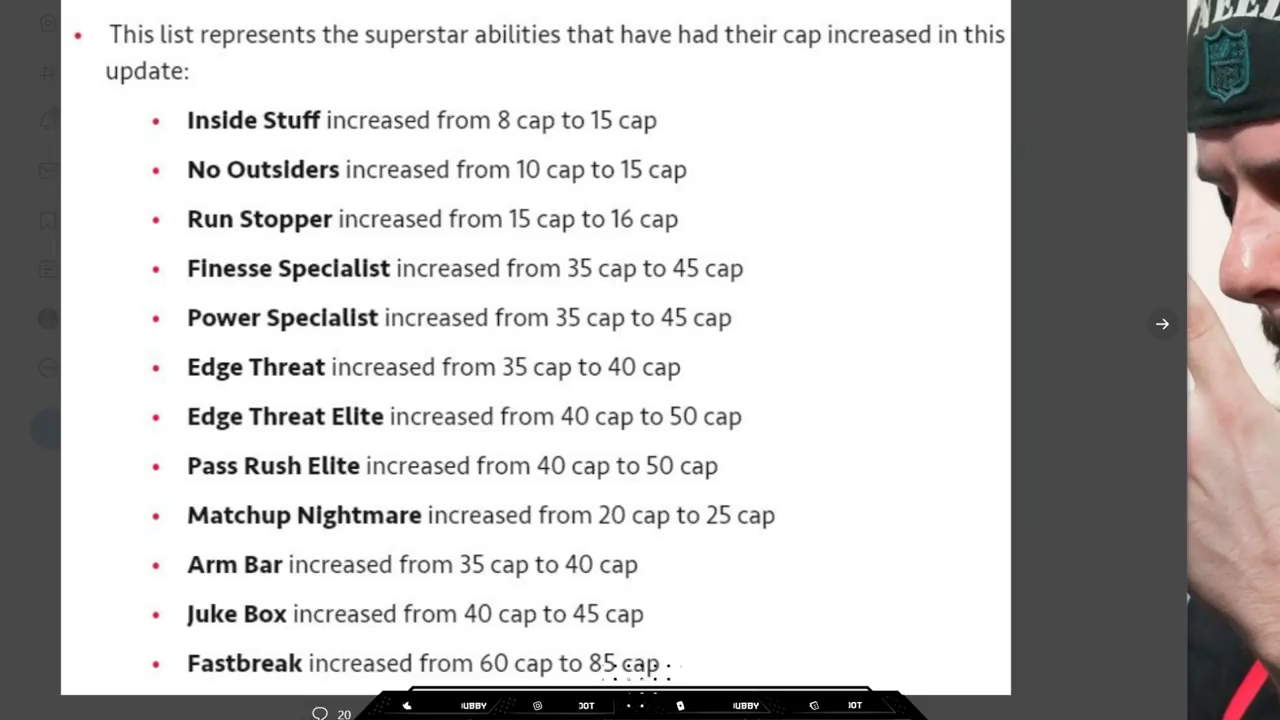 This list represents the superstar abilities that have had their cap increased in this
update:
Inside Stuff increased from 8 cap to 15 cap
No Outsiders increased from 10 cap to 15 cap
Run Stopper increased from 15 cap to 16 cap
Finesse Specialist increased from 35 cap to 45 cap
Power Specialist increased from 35 cap to 45 cap
Edge Threat increased from 35 cap to 40 cap
Edge Threat Elite increased from 40 cap to 50 cap
Pass Rush Elite increased from 40 cap to 50 cap
Matchup Nightmare increased from 20 cap to 25 cap
Arm Bar increased from 35 cap to 40 cap
Juke Box increased from 40 cap to 45 cap
Fastbreak increased from 60 cap to 85 cap
20
NFL